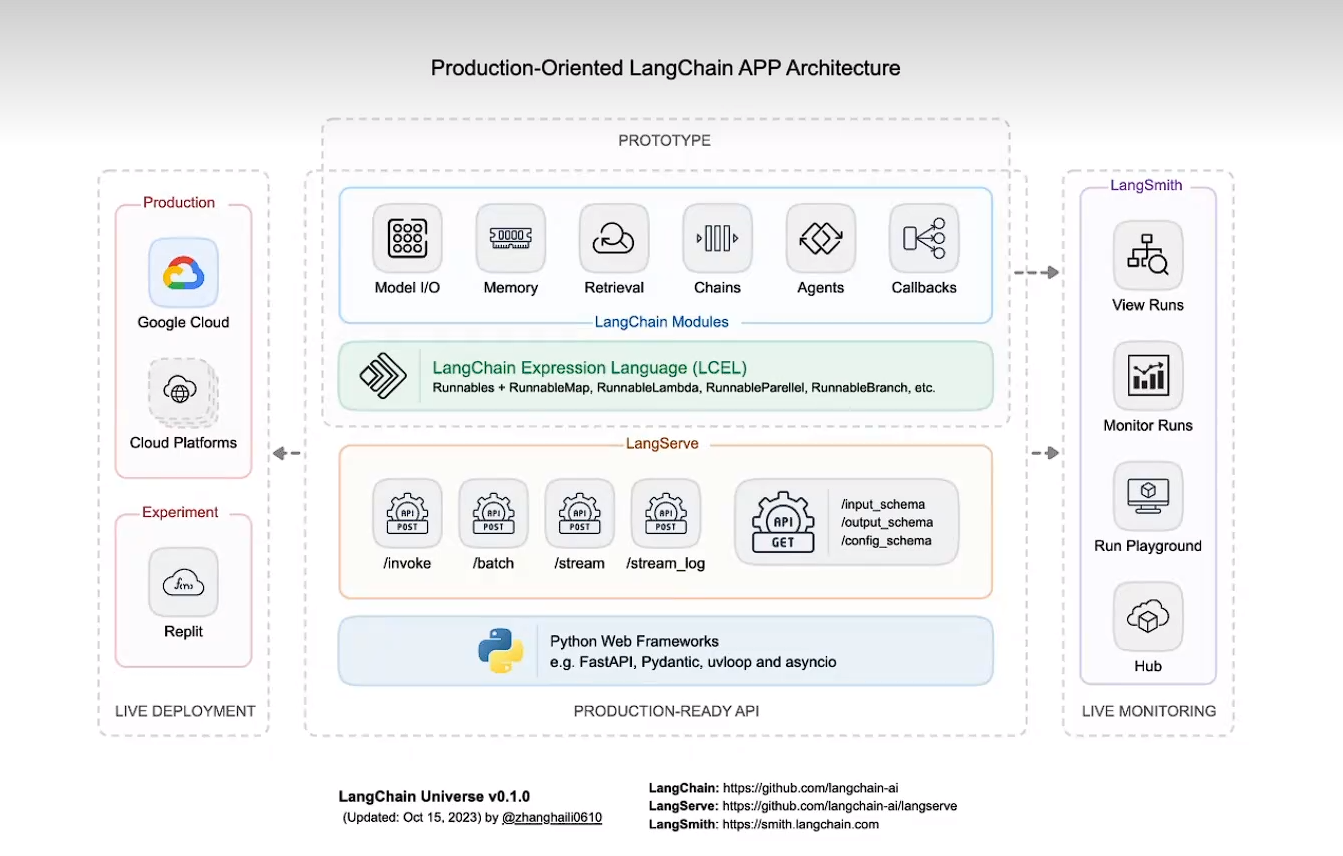 Production-Oriented LangChain APP Architecture
PROTOTYPE
Production
Google Cloud
Cloud Platforms
Experiment
Replit
LIVE DEPLOYMENT
Model I/O
Memory
Retrieval
Chains
Agents
Callbacks
LangChain Modules
LangChain Expression Language (LCEL)
Runnables + RunnableMap, RunnableLambda, RunnableParellel, RunnableBranch, etc.
LangServe
API
POST
/invoke
API
POST
/batch
API
POST
/stream
API
POST
/stream_log
API
GET
/input_schema
/output_schema
/config_schema
Python Web Frameworks
e.g. FastAPI, Pydantic, uvloop and asyncio
PRODUCTION-READY API
LangSmith
View Runs
Monitor Runs
Run Playground
Hub
LIVE MONITORING
LangChain Universe v0.1.0
(Updated: Oct 15, 2023) by @zhanghaili0610
LangChain: https://github.com/langchain-ai
LangServe: https://github.com/langchain-ai/langserve
LangSmith: https://smith.langchain.com